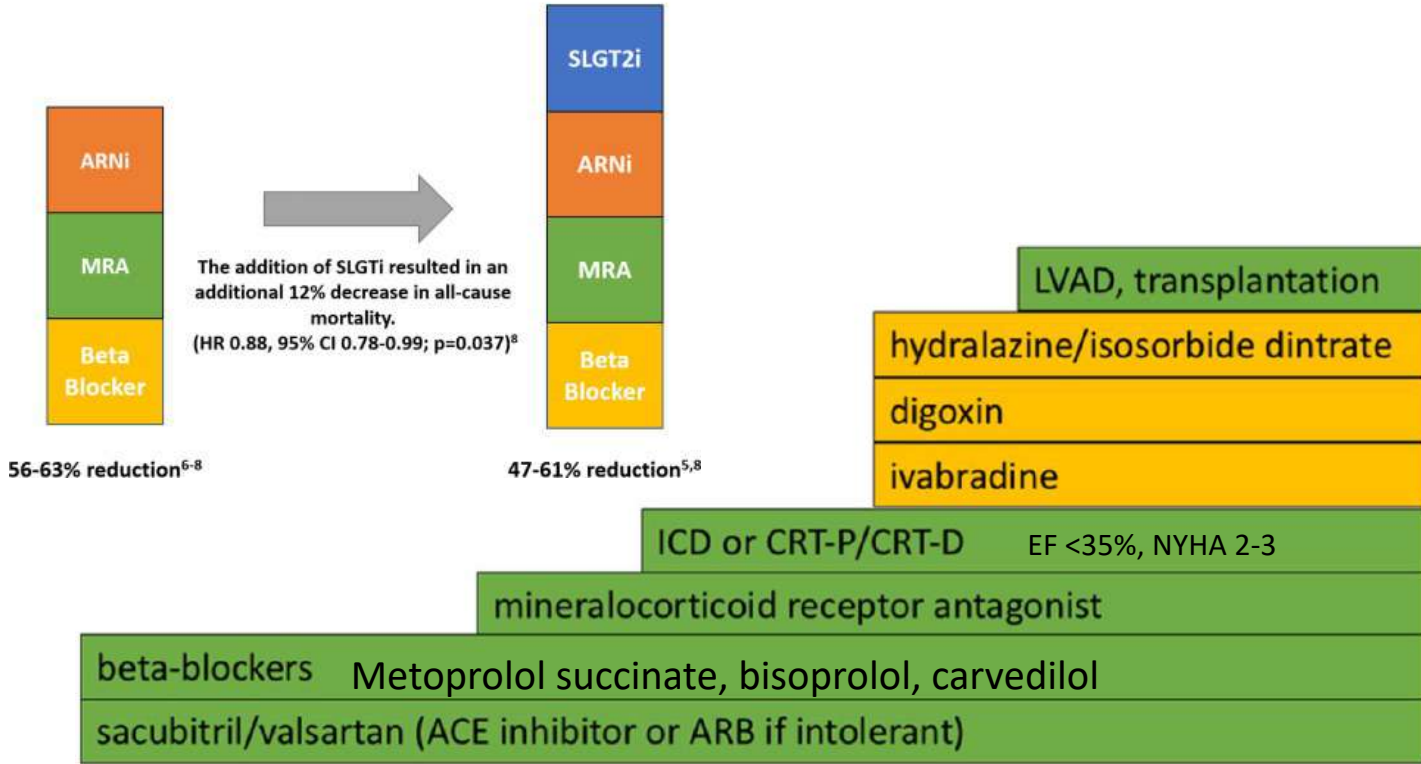 ARNi
MRA
Beta
Blocker
56-63% reduction6-8
The addition of SLGTi resulted in an
additional 12% decrease in all-cause
mortality.
(HR 0.88, 95% CI 0.78-0.99; p=0.037)8
SLGT2i
ARNi
MRA
Beta
Blocker
47-61% reduction5,8
LVAD, transplantation
hydralazine/isosorbide dintrate
digoxin
ivabradine
ICD or CRT-P/CRT-D EF <35%, NYHA 2-3
mineralocorticoid receptor antagonist
beta-blockers Metoprolol succinate, bisoprolol, carvedilol
sacubitril/valsartan (ACE inhibitor or ARB if intolerant)